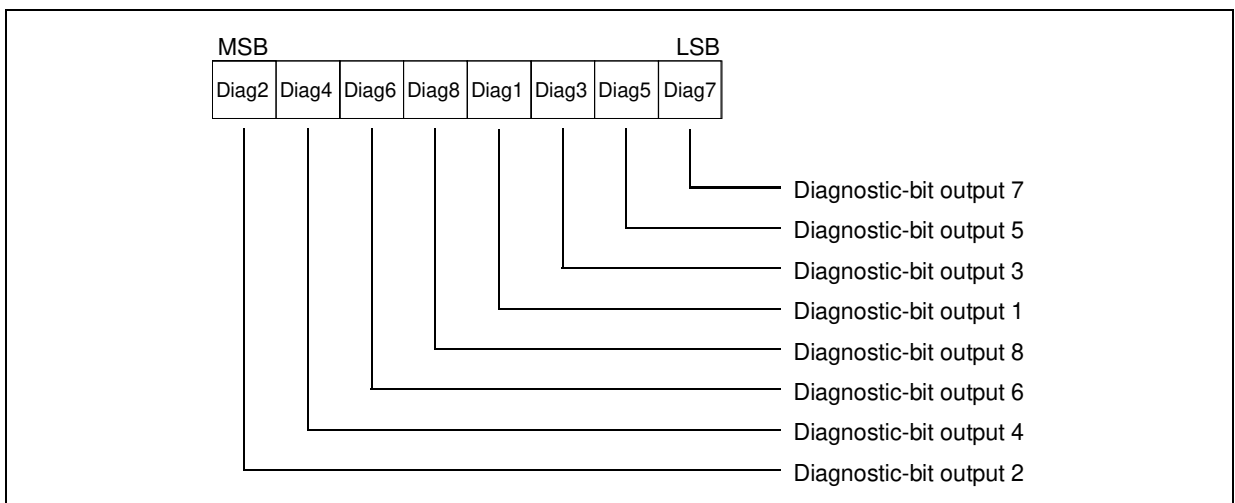 MSB LSB
Diag2 Diag4 Diag6 Diag8 Diag1 Diag3 Diag5 Diag7
Diagnostic-bit output 7
Diagnostic-bit output 5
Diagnostic-bit output 3
Diagnostic-bit output 1
Diagnostic-bit output 8
Diagnostic-bit output 6
Diagnostic-bit output 4
Diagnostic-bit output 2